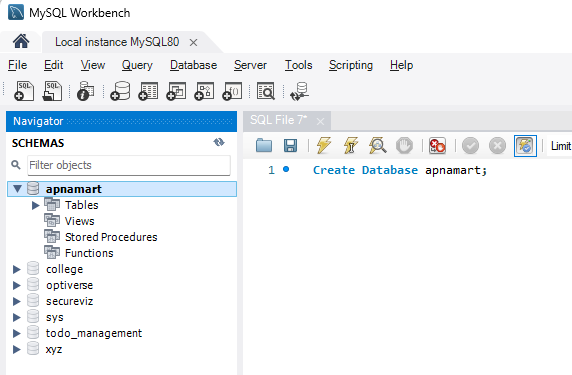 MySQL Workbench
Local instance MySQL80
File Edit View Query Database Server Tools Scripting Help
SQL SQL
Navigator
SQL File 7*
SCHEMAS
Filter objects
Limit
1 Create Database apnamart;
apnamart
Tables
Views
Stored Procedures
Functions
college
optiverse
secureviz
sys
todo_management
xyz